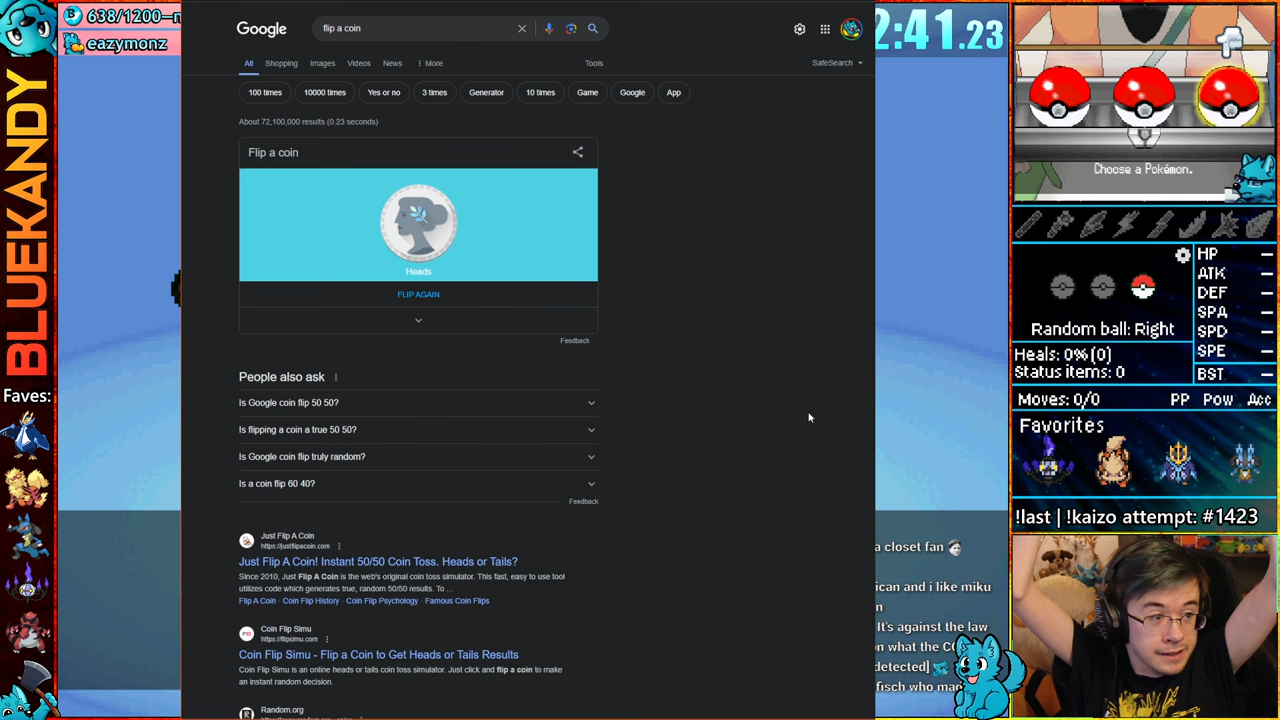 638/1200
eazymonz
BLUEKANDY
Faves:
Google
flip a coin
All
Shopping
Images
Videos
News
More
Tools
SafeSearch
100 times
10000 times
Yes or no
3 times
Generator
10 times
Game
Google
App
About 72,100,000 results (0.23 seconds)
Flip a coin
Heads
FLIP AGAIN
Feedback
People also ask
Is Google coin flip 50 50?
Is flipping a coin a true 50 50?
Is Google coin flip truly random?
Is a coin flip 60 40?
Feedback
Just Flip A Coin
https://justflipacoin.com
Just Flip A Coin! Instant 50/50 Coin Toss. Heads or Tails?
Since 2010, Just Flip A Coin is the web's original coin toss simulator. This fast, easy to use tool
utilizes code which generates true, random 50/50 results. To ...
Flip A Coin · Coin Flip History · Coin Flip Psychology · Famous Coin Flips
Coin Flip Simu
https://flipsimu.com
Coin Flip Simu - Flip a Coin to Get Heads or Tails Results
Coin Flip Simu is an online heads or tails coin toss simulator. Just click and flip a coin to make
an instant random decision.
Random.org
2:41.23
a closet fan
ican and i like miku
n
It's against the law
on what the CO
detected]
fisch who ma
Choose a Pokémon.
Random ball: Right
Heals: 0% (0)
Status items: 0
HP —
ATK —
DEF —
SPA —
SPD —
SPE —
BST —
Moves: 0/0 PP Pow Acc
Favorites
!last | !kaizo attempt: #1423